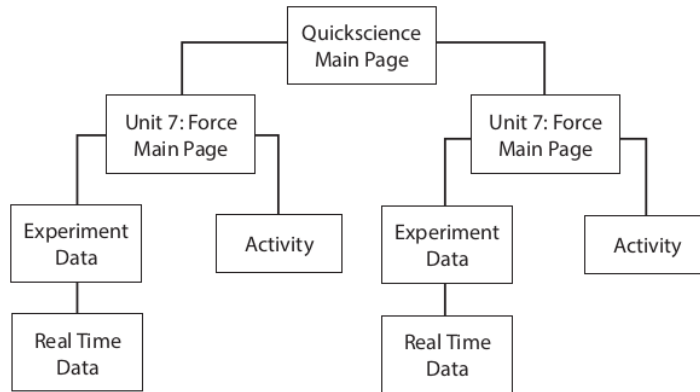 Quickscience
Main Page
Unit 7: Force
Main Page
Unit 7: Force
Main Page
Experiment
Data
Activity
Experiment
Data
Activity
Real Time
Data
Real Time
Data